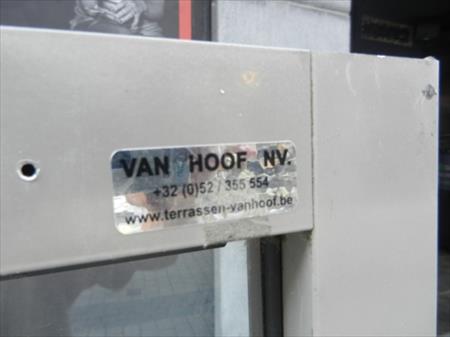 VAN HOOF NV.
+32 (0)52 / 355 554
www.terrassen-vanhoof.be